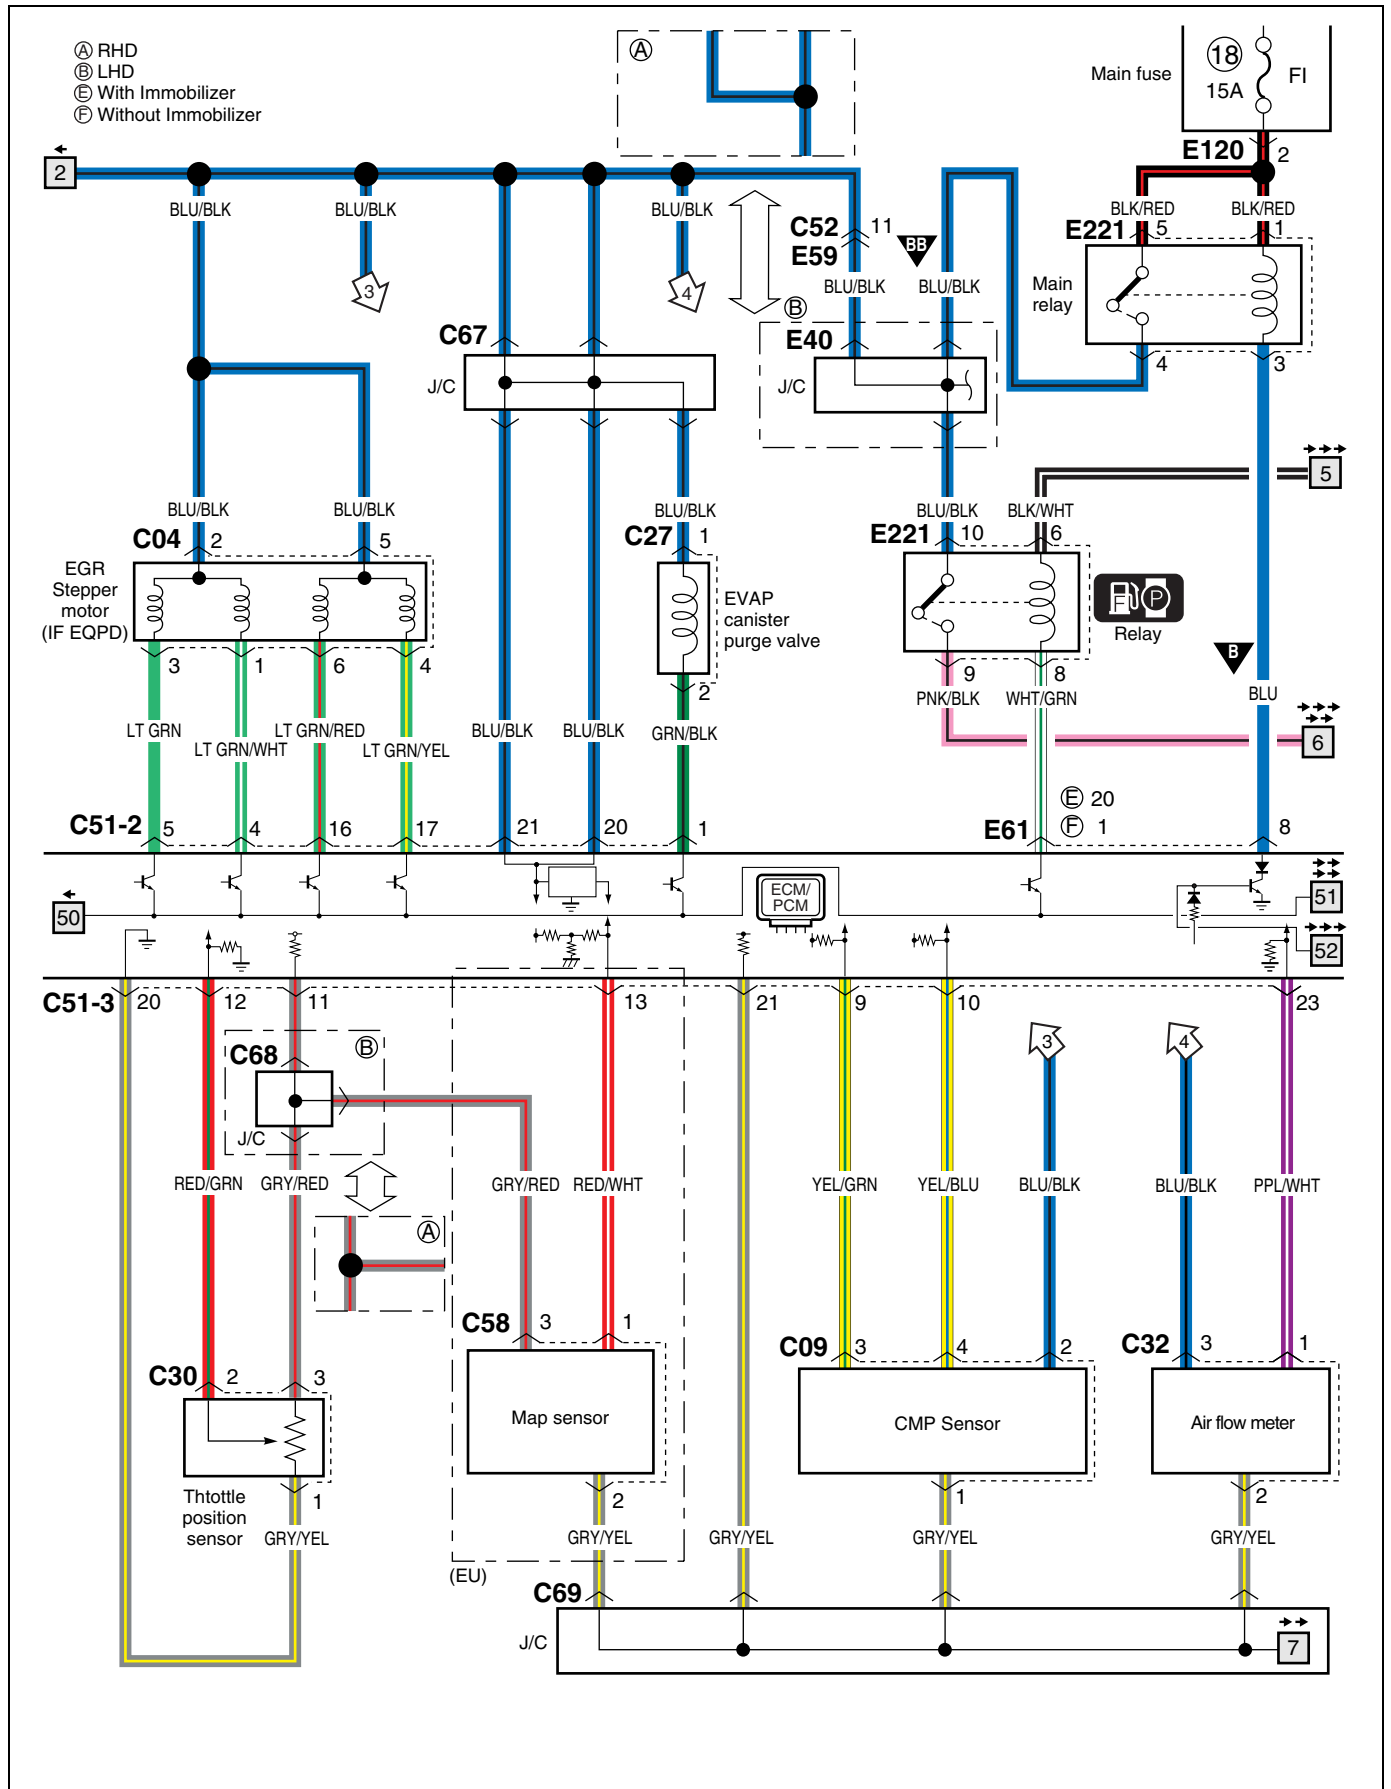 Ⓐ RHD
Ⓑ LHD
Ⓔ With Immobilizer
Ⓕ Without Immobilizer
Ⓐ
Main fuse
18
15A
FI
E120 2
2
BLU/BLK BLU/BLK BLU/BLK
BLK/RED BLK/RED
E221 5 1
C52 11
E59
BB
BLU/BLK BLU/BLK
Main
relay
3 4
Ⓑ
C67
J/C
E40
J/C
4 3
5
BLU/BLK BLU/BLK BLU/BLK BLU/BLK BLK/WHT
C04 2 5
C27 1
E221 10 6
EGR
Stepper
motor
(IF EQPD)
EVAP
canister
purge valve
P
Relay
3 1 6 4
2
9 8
B
PNK/BLK WHT/GRN BLU
LT GRN LT GRN/WHT LT GRN/RED LT GRN/YEL BLU/BLK BLU/BLK GRN/BLK
6
Ⓔ 20
Ⓕ 1
C51-2 5 4 16 17 21 20 1
E61 8
ECM/
PCM
50
51
52
C51-3 20 12 11 13 21 9 10 23
C68 Ⓑ
J/C
3 4
RED/GRN GRY/RED GRY/RED RED/WHT YEL/GRN YEL/BLU BLU/BLK BLU/BLK PPL/WHT
Ⓐ
C58 3 1
C09 3 4 2
C32 3 1
C30 2 3
Map sensor
CMP Sensor
Air flow meter
1 2 1 2
Thtottle
position
sensor
GRY/YEL GRY/YEL GRY/YEL GRY/YEL GRY/YEL
(EU)
C69
J/C
7